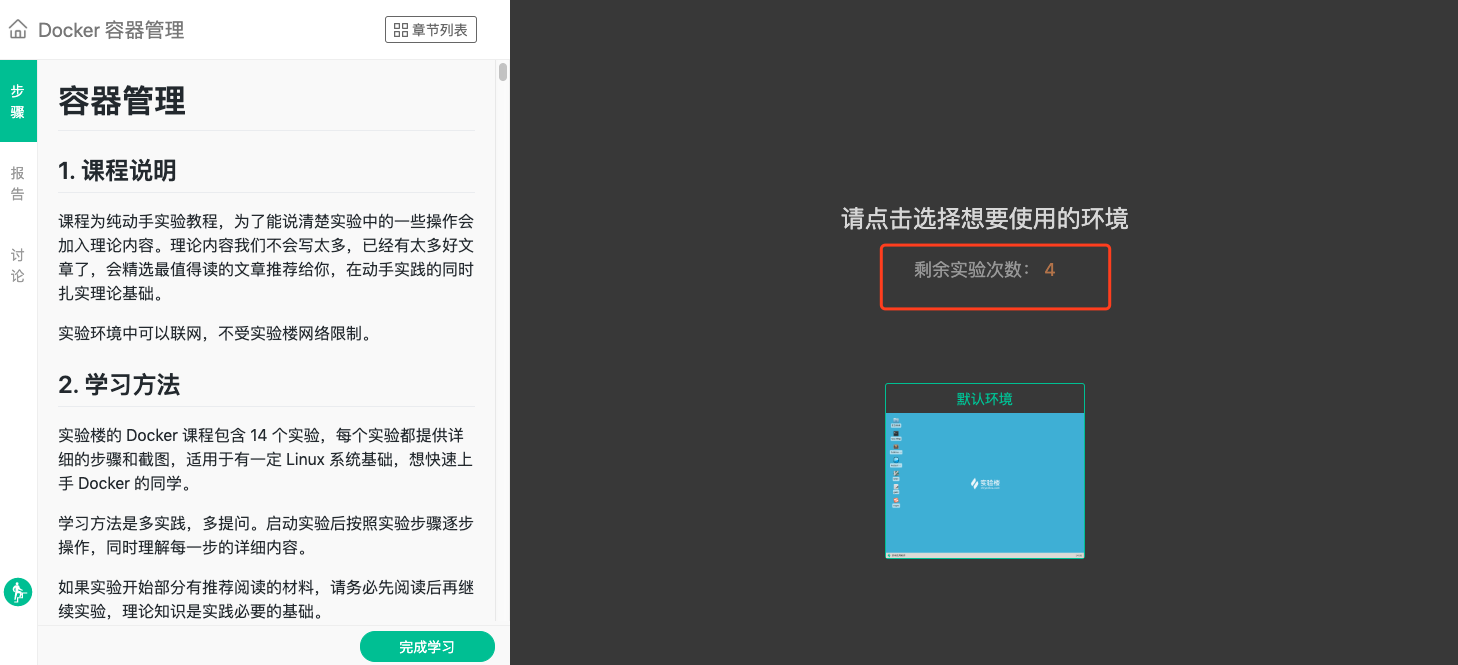 Docker 容器管理
章节列表
步
骤
报
告
讨
论
容器管理
1. 课程说明
课程为纯动手实验教程，为了能说清楚实验中的一些操作会
加入理论内容。理论内容我们不会写太多，已经有太多好文
章了，会精选最值得读的文章推荐给你，在动手实践的同时
扎实理论基础。
实验环境中可以联网，不受实验楼网络限制。
2. 学习方法
实验楼的 Docker 课程包含 14 个实验，每个实验都提供详
细的步骤和截图，适用于有一定 Linux 系统基础，想快速上
手 Docker 的同学。
学习方法是多实践，多提问。启动实验后按照实验步骤逐步
操作，同时理解每一步的详细内容。
如果实验开始部分有推荐阅读的材料，请务必先阅读后再继
续实验，理论知识是实践必要的基础。
完成学习
请点击选择想要使用的环境
剩余实验次数： 4
默认环境
实验楼